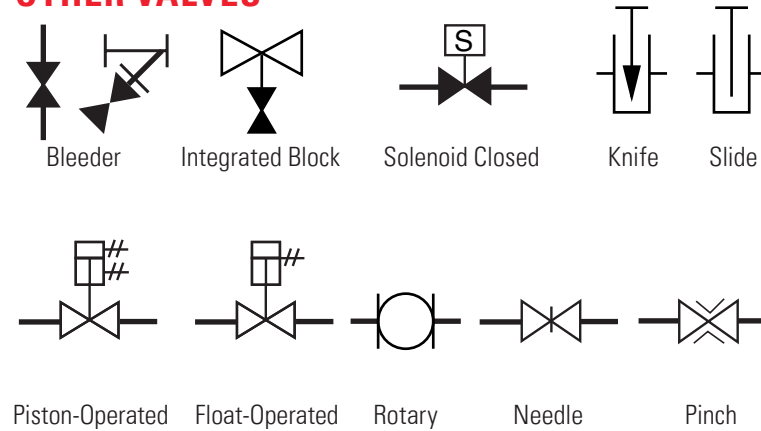 OTHER VALVES
S
Bleeder Integrated Block Solenoid Closed Knife Slide
Piston-Operated Float-Operated Rotary Needle Pinch